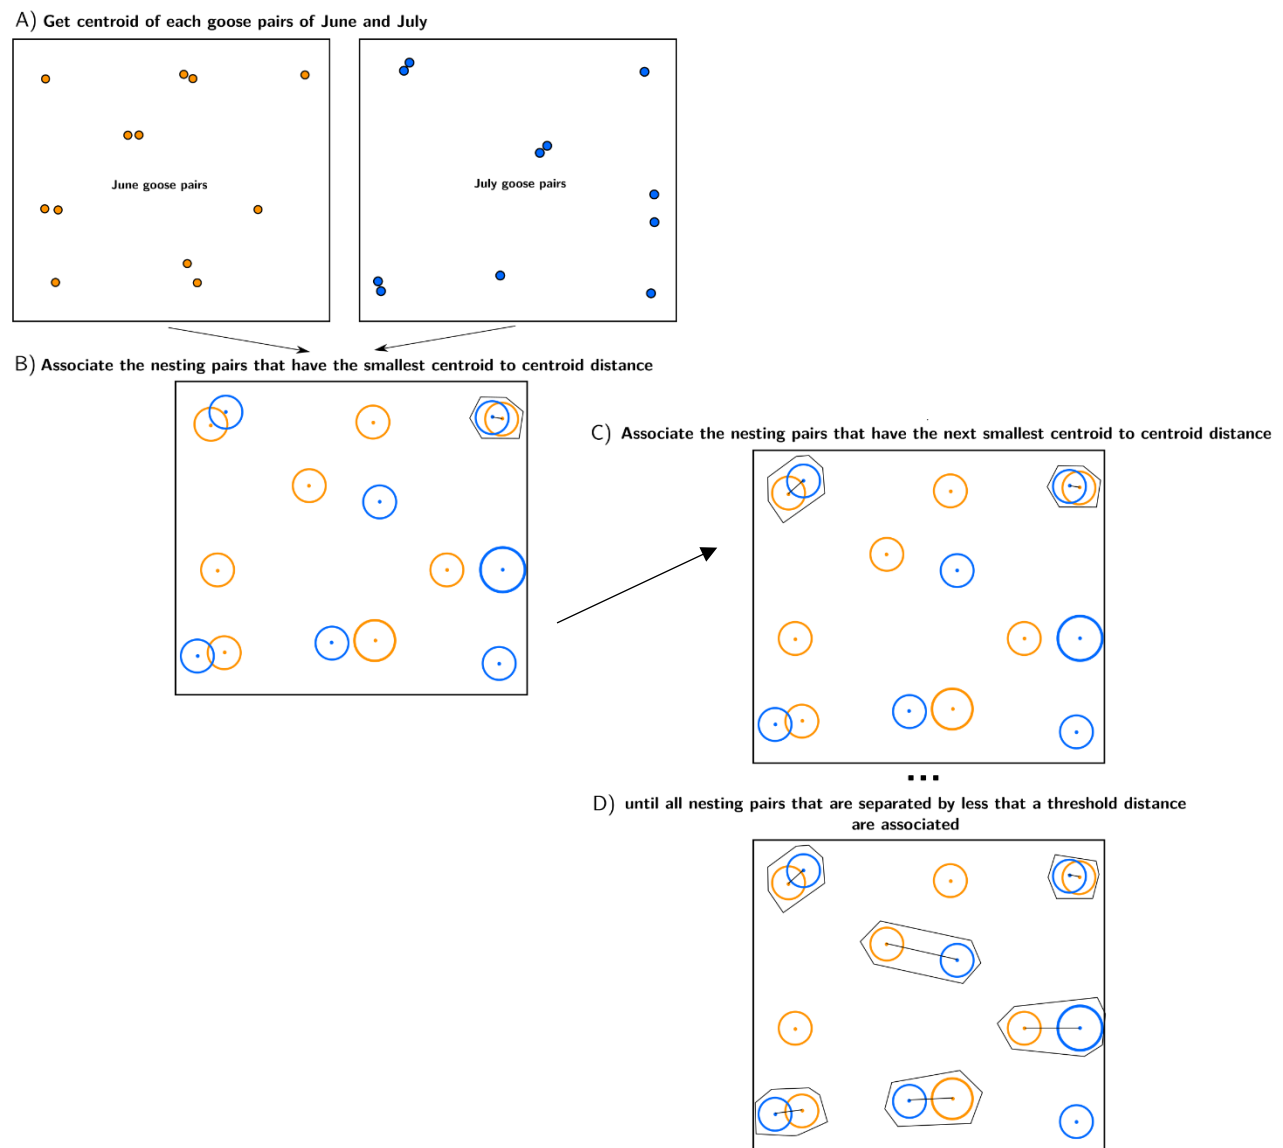 A) Get centroid of each goose pairs of June and July
June goose pairs
July goose pairs
B) Associate the nesting pairs that have the smallest centroid to centroid distance
C) Associate the nesting pairs that have the next smallest centroid to centroid distance
...
D) until all nesting pairs that are separated by less that a threshold distance
are associated